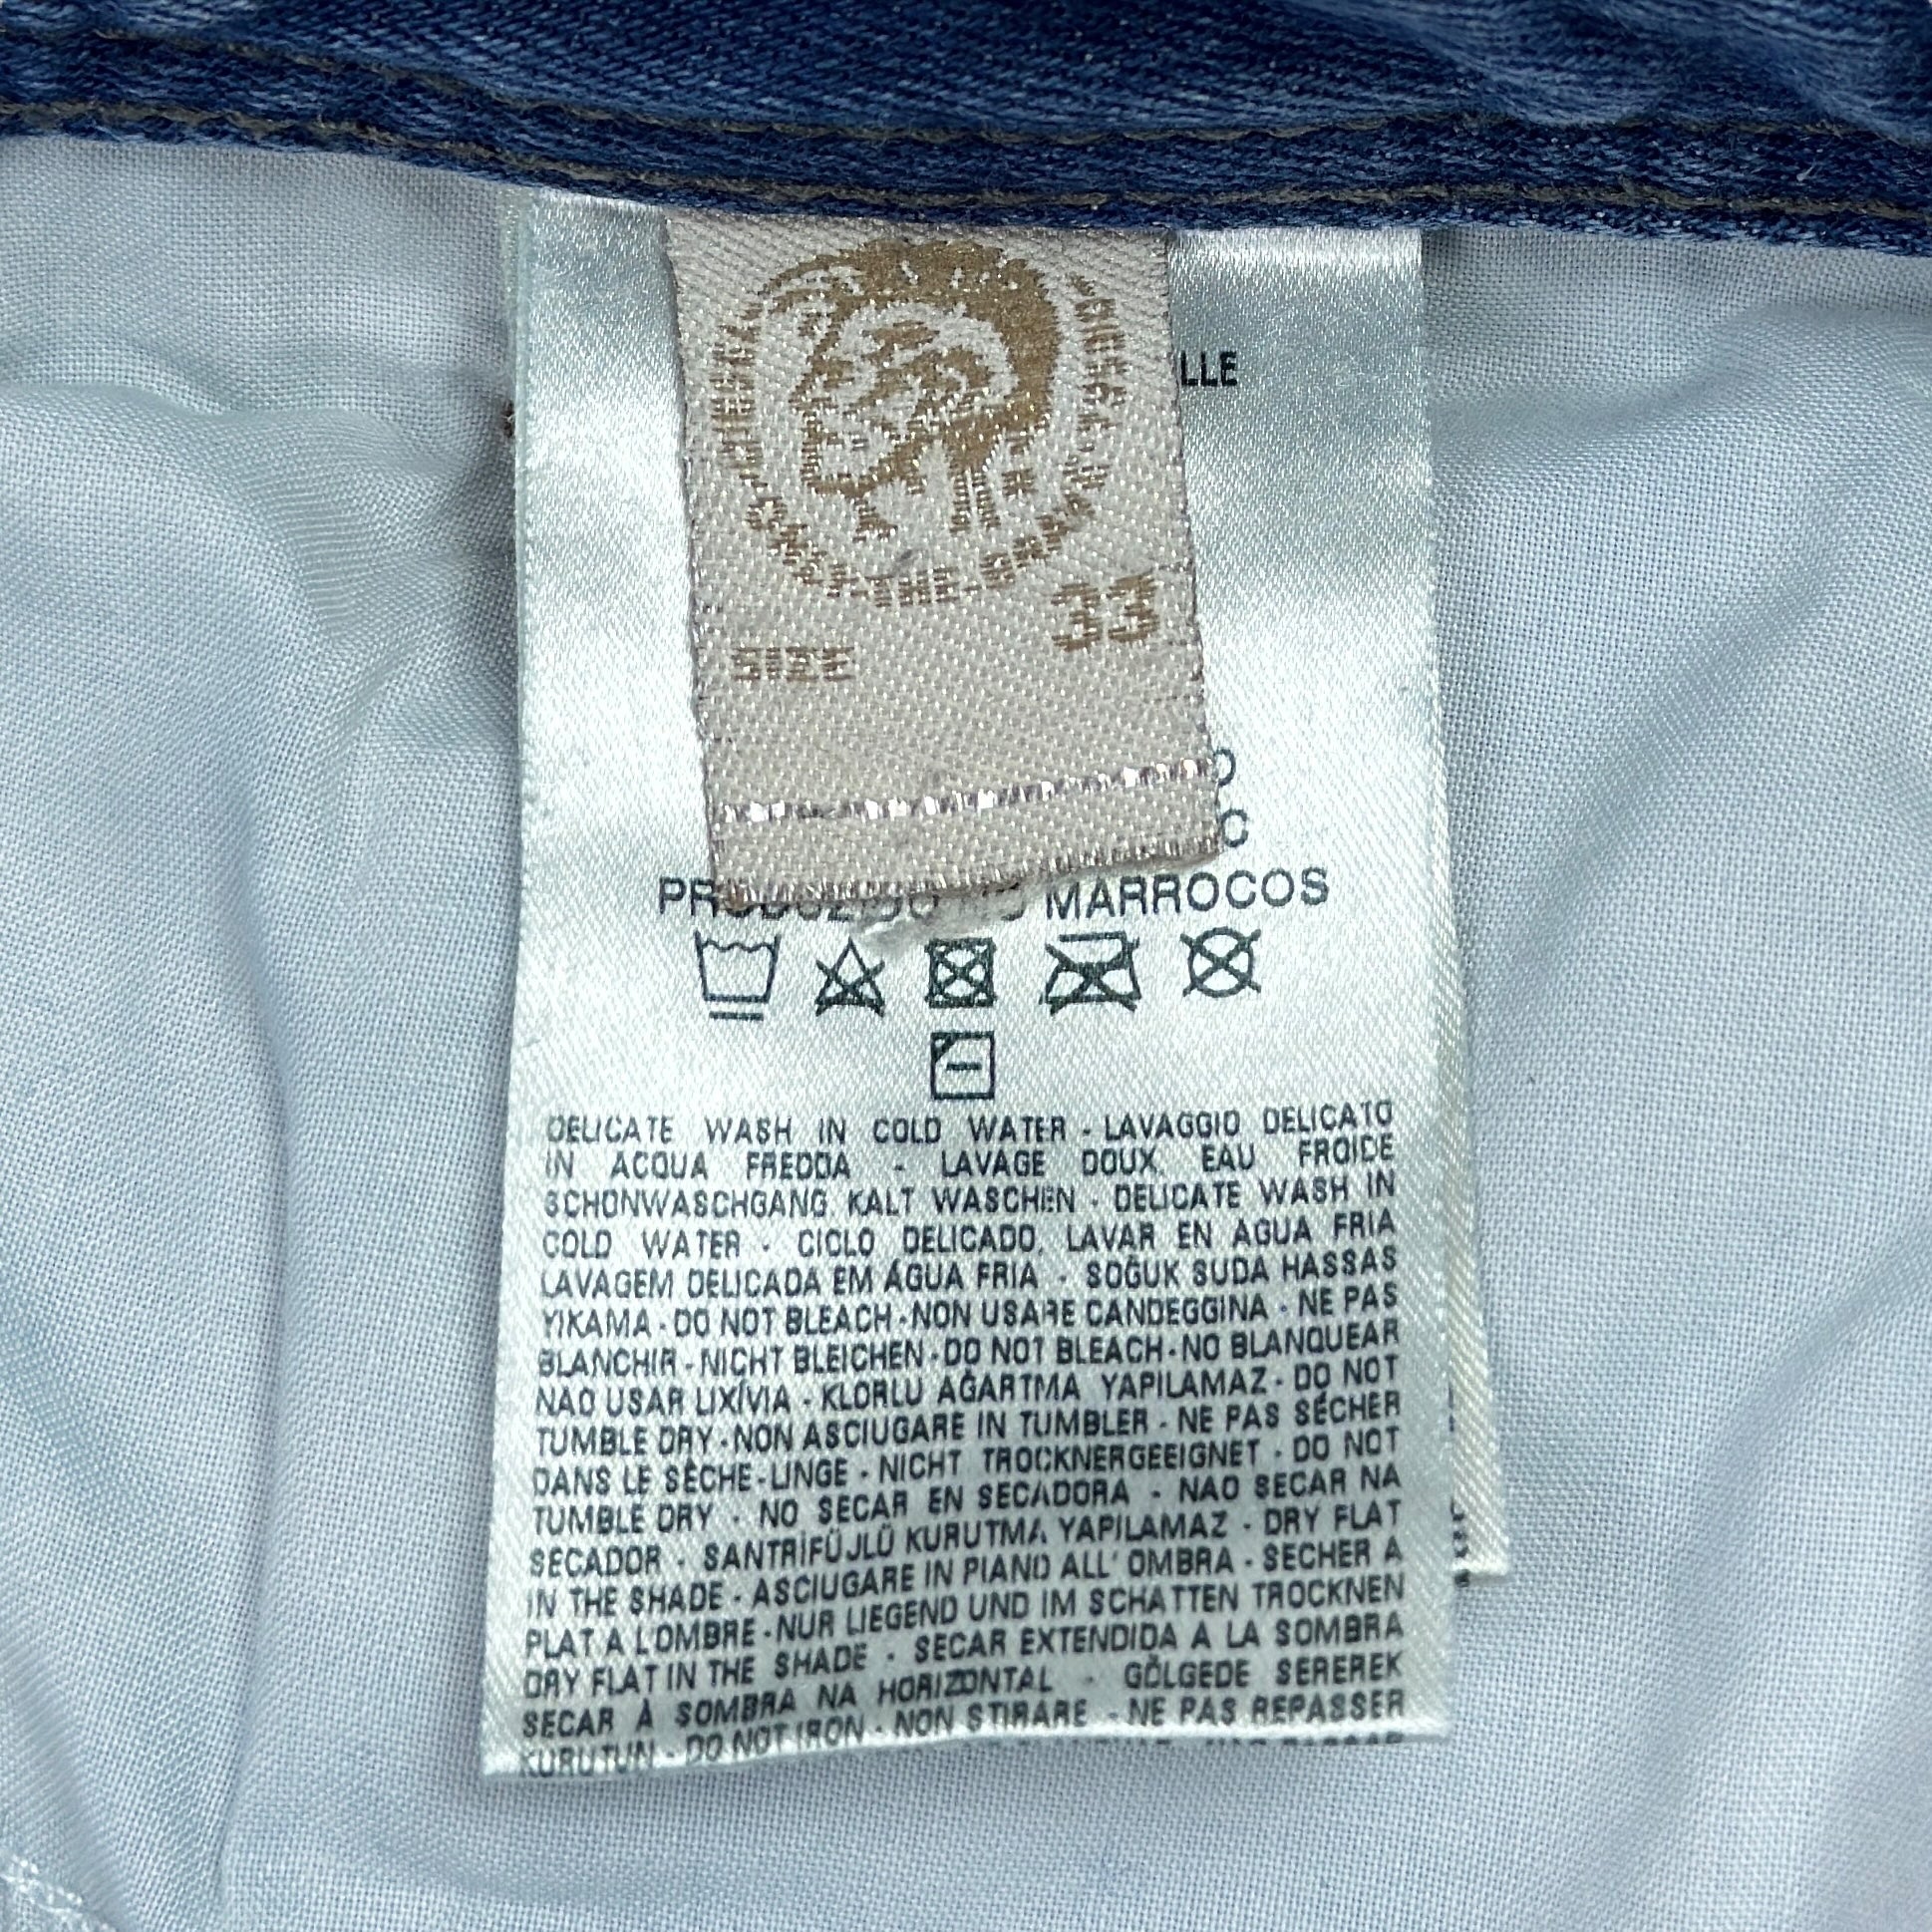 ONLY-THE-BRAVE
SIZE 33
LLE
O
C
MARROCOS
DELICATE WASH IN COLD WATER - LAVAGGIO DELICATO
IN ACQUA FREDDA - LAVAGE DOUX, EAU FROIDE
SCHONWASCHGANG KALT WASCHEN - DELICATE WASH IN
COLD WATER - CICLO DELICADO, LAVAR EN AGUA FRIA
LAVAGEM DELICADA EM ÁGUA FRIA - SOĞUK SUDA HASSAS
YIKAMA - DO NOT BLEACH - NON USARE CANDEGGINA - NE PAS
BLANCHIR - NICHT BLEICHEN - DO NOT BLEACH - NO BLANQUEAR
NAO USAR LIXÍVIA - KLORLU AĞARTMA YAPILAMAZ - DO NOT
TUMBLE DRY - NON ASCIUGARE IN TUMBLER - NE PAS SÉCHER
DANS LE SÈCHE-LINGE - NICHT TROCKNERGEEIGNET - DO NOT
TUMBLE DRY - NO SECAR EN SECADORA - NAO SECAR NA
SECADOR - SANTRİFÜJLÜ KURUTMA YAPILAMAZ - DRY FLAT
IN THE SHADE - ASCIUGARE IN PIANO ALL' OMBRA - SECHER A
PLAT A L'OMBRE - NUR LIEGEND UND IM SCHATTEN TROCKNEN
DRY FLAT IN THE SHADE - SECAR EXTENDIDA A LA SOMBRA
SECAR À SOMBRA NA HORIZONTAL - GÖLGEDE SEREREK
KURUTUN - DO NOT IRON - NON STIRARE - NE PAS REPASSER